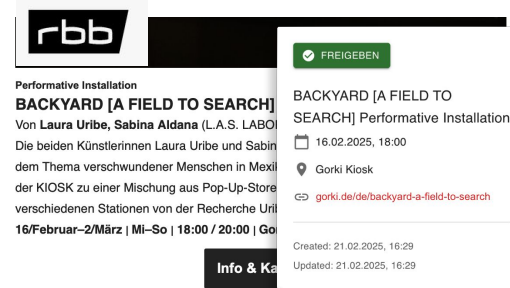 rbb
Performative Installation
BACKYARD [A FIELD TO SEARCH]
Von Laura Uribe, Sabina Aldana (L.A.S. LABO
Die beiden Künstlerinnen Laura Uribe und Sabin
dem Thema verschwundener Menschen in Mexik
der KIOSK zu einer Mischung aus Pop-Up-Store
verschiedenen Stationen von der Recherche Urib
16/Februar–2/März | Mi–So | 18:00 / 20:00 | Gor
Info & Ka
FREIGEBEN
BACKYARD [A FIELD TO
SEARCH] Performative Installation
16.02.2025, 18:00
Gorki Kiosk
gorki.de/de/backyard-a-field-to-search
Created: 21.02.2025, 16:29
Updated: 21.02.2025, 16:29